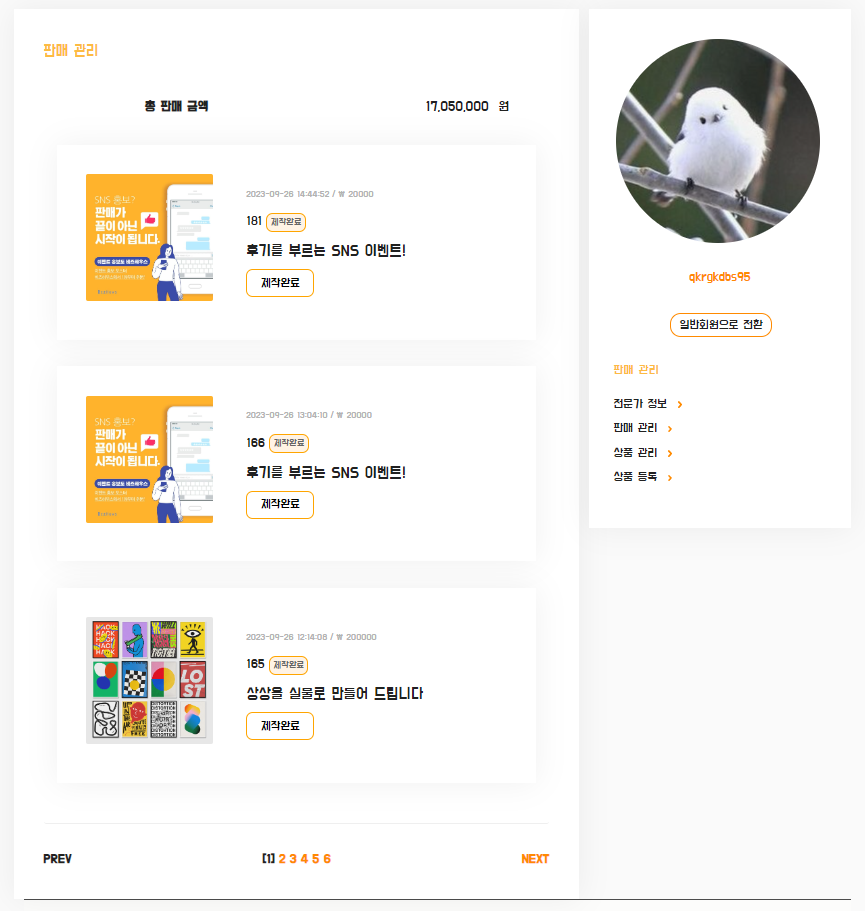 판매 관리
총 판매 금액 17,050,000 원
SNS 홍보?
판매가
끝이 아닌
시작이 됩니다.
2023-09-26 14:44:52 / ₩ 20000
181 제작완료
후기를 부르는 SNS 이벤트!
제작완료
SNS 홍보?
판매가
끝이 아닌
시작이 됩니다.
2023-09-26 13:04:10 / ₩ 20000
166 제작완료
후기를 부르는 SNS 이벤트!
제작완료
LO
ST
2023-09-26 12:14:08 / ₩ 200000
165 제작완료
상상을 실물로 만들어 드립니다
제작완료
PREV [1] 2 3 4 5 6 NEXT
qkrgkdbs95
일반회원으로 전환
판매 관리
전문가 정보 ›
판매 관리 ›
상품 관리 ›
상품 등록 ›